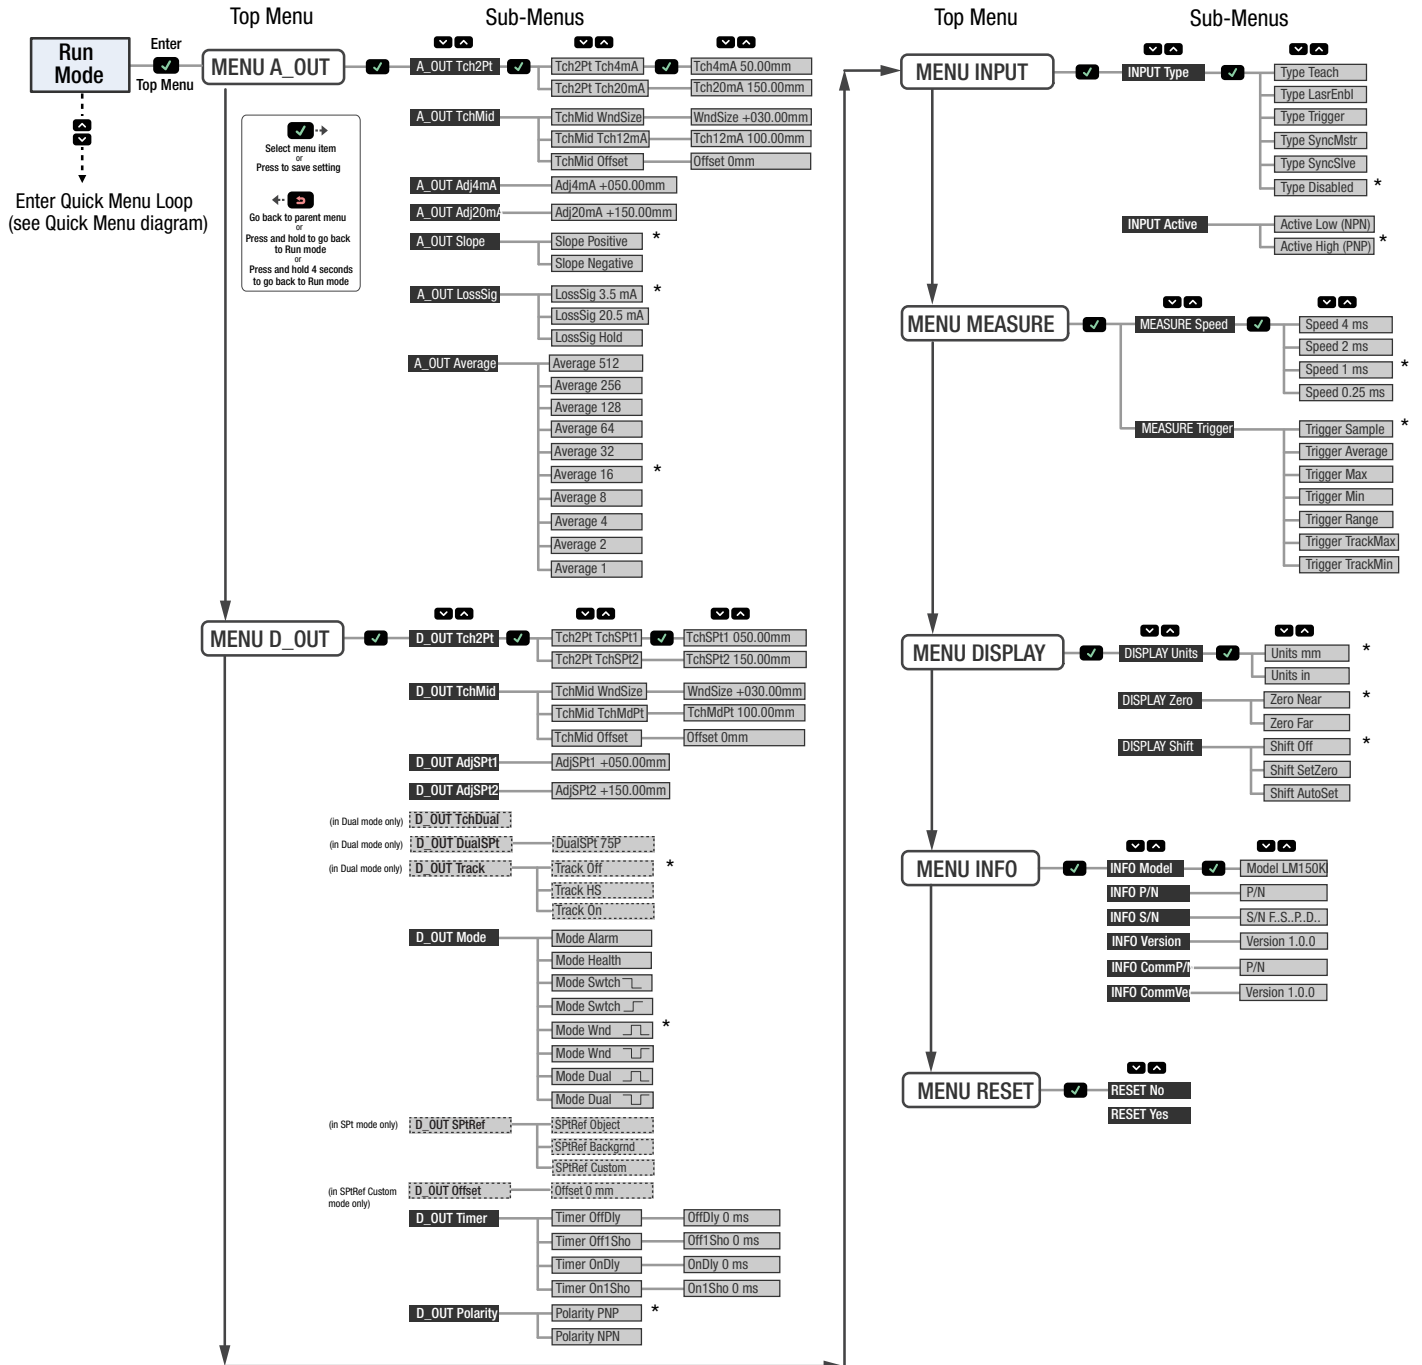 Top Menu
Sub-Menus
Run
Mode
Enter
Top Menu
Enter Quick Menu Loop
(see Quick Menu diagram)
MENU A_OUT
Select menu item
or
Press to save setting
Go back to parent menu
or
Press and hold to go back
to Run mode
or
Press and hold 4 seconds
to go back to Run mode
A_OUT Tch2Pt
Tch2Pt Tch4mA
Tch4mA 50.00mm
Tch2Pt Tch20mA
Tch20mA 150.00mm
A_OUT TchMid
TchMid WndSize
WndSize +030.00mm
TchMid Tch12mA
Tch12mA 100.00mm
TchMid Offset
Offset 0mm
A_OUT Adj4mA
Adj4mA +050.00mm
A_OUT Adj20mA
Adj20mA +150.00mm
A_OUT Slope
Slope Positive *
Slope Negative
A_OUT LossSig
LossSig 3.5 mA *
LossSig 20.5 mA
LossSig Hold
A_OUT Average
Average 512
Average 256
Average 128
Average 64
Average 32
Average 16 *
Average 8
Average 4
Average 2
Average 1
MENU D_OUT
D_OUT Tch2Pt
Tch2Pt TchSPt1
TchSPt1 050.00mm
Tch2Pt TchSPt2
TchSPt2 150.00mm
D_OUT TchMid
TchMid WndSize
WndSize +030.00mm
TchMid TchMdPt
TchMdPt 100.00mm
TchMid Offset
Offset 0mm
D_OUT AdjSPt1
AdjSPt1 +050.00mm
D_OUT AdjSPt2
AdjSPt2 +150.00mm
(in Dual mode only)
D_OUT TchDual
(in Dual mode only)
D_OUT DualSPt
DualSPt 75P
(in Dual mode only)
D_OUT Track
Track Off *
Track HS
Track On
D_OUT Mode
Mode Alarm
Mode Health
Mode Swtch
Mode Swtch
Mode Wnd *
Mode Wnd
Mode Dual
Mode Dual
(in SPt mode only)
D_OUT SPtRef
SPtRef Object
SPtRef Backgrnd
SPtRef Custom
(in SPtRef Custom
mode only)
D_OUT Offset
Offset 0 mm
D_OUT Timer
Timer OffDly
OffDly 0 ms
Timer Off1Sho
Off1Sho 0 ms
Timer OnDly
OnDly 0 ms
Timer On1Sho
On1Sho 0 ms
D_OUT Polarity
Polarity PNP *
Polarity NPN
Top Menu
Sub-Menus
MENU INPUT
INPUT Type
Type Teach
Type LasrEnbl
Type Trigger
Type SyncMstr
Type SyncSlve
Type Disabled *
INPUT Active
Active Low (NPN)
Active High (PNP) *
MENU MEASURE
MEASURE Speed
Speed 4 ms
Speed 2 ms
Speed 1 ms *
Speed 0.25 ms
MEASURE Trigger
Trigger Sample *
Trigger Average
Trigger Max
Trigger Min
Trigger Range
Trigger TrackMax
Trigger TrackMin
MENU DISPLAY
DISPLAY Units
Units mm *
Units in
DISPLAY Zero
Zero Near *
Zero Far
DISPLAY Shift
Shift Off *
Shift SetZero
Shift AutoSet
MENU INFO
INFO Model
Model LM150K
INFO P/N
P/N
INFO S/N
S/N F..S..P..D..
INFO Version
Version 1.0.0
INFO CommP/N
P/N
INFO CommVer
Version 1.0.0
MENU RESET
RESET No
RESET Yes